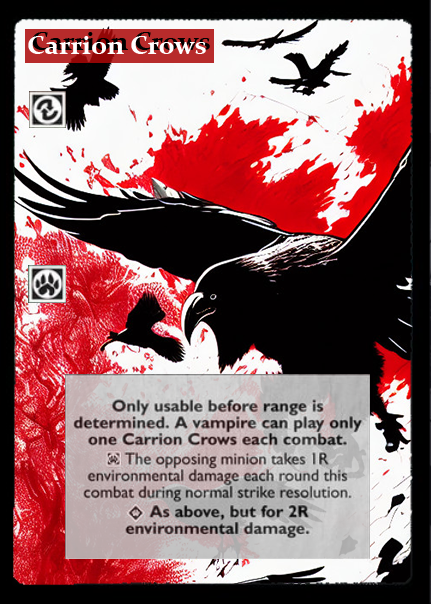 Carrion Crows
Only usable before range is
determined. A vampire can play only
one Carrion Crows each combat.
The opposing minion takes 1R
environmental damage each round this
combat during normal strike resolution.
As above, but for 2R
environmental damage.